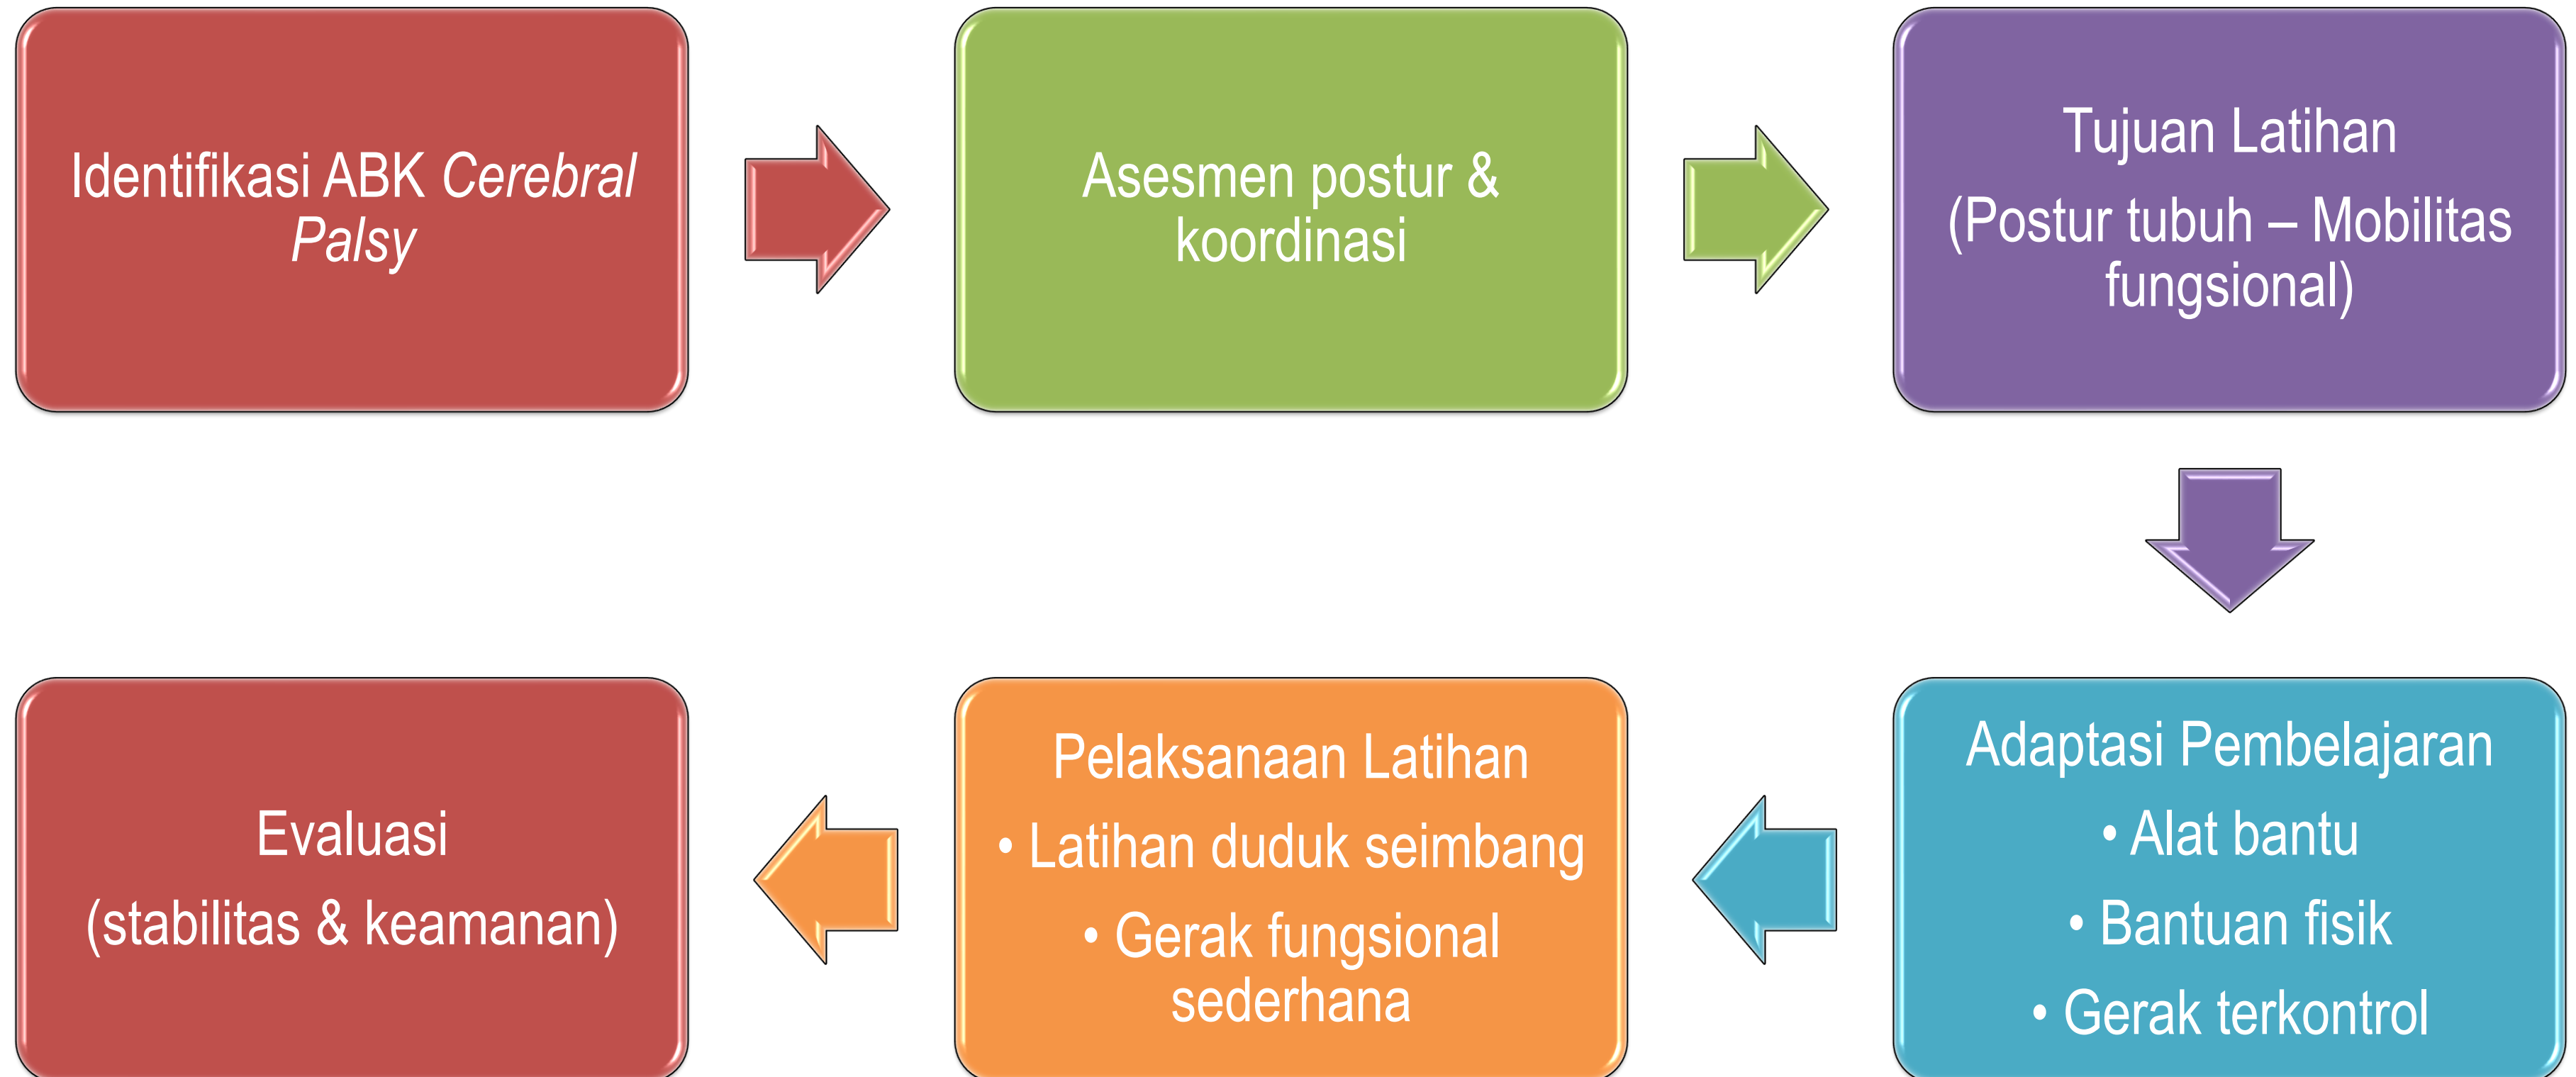 Identifikasi ABK Cerebral
Palsy
Asesmen postur &
koordinasi
Tujuan Latihan
(Postur tubuh – Mobilitas
fungsional)
Adaptasi Pembelajaran
• Alat bantu
• Bantuan fisik
• Gerak terkontrol
Pelaksanaan Latihan
• Latihan duduk seimbang
• Gerak fungsional
sederhana
Evaluasi
(stabilitas & keamanan)